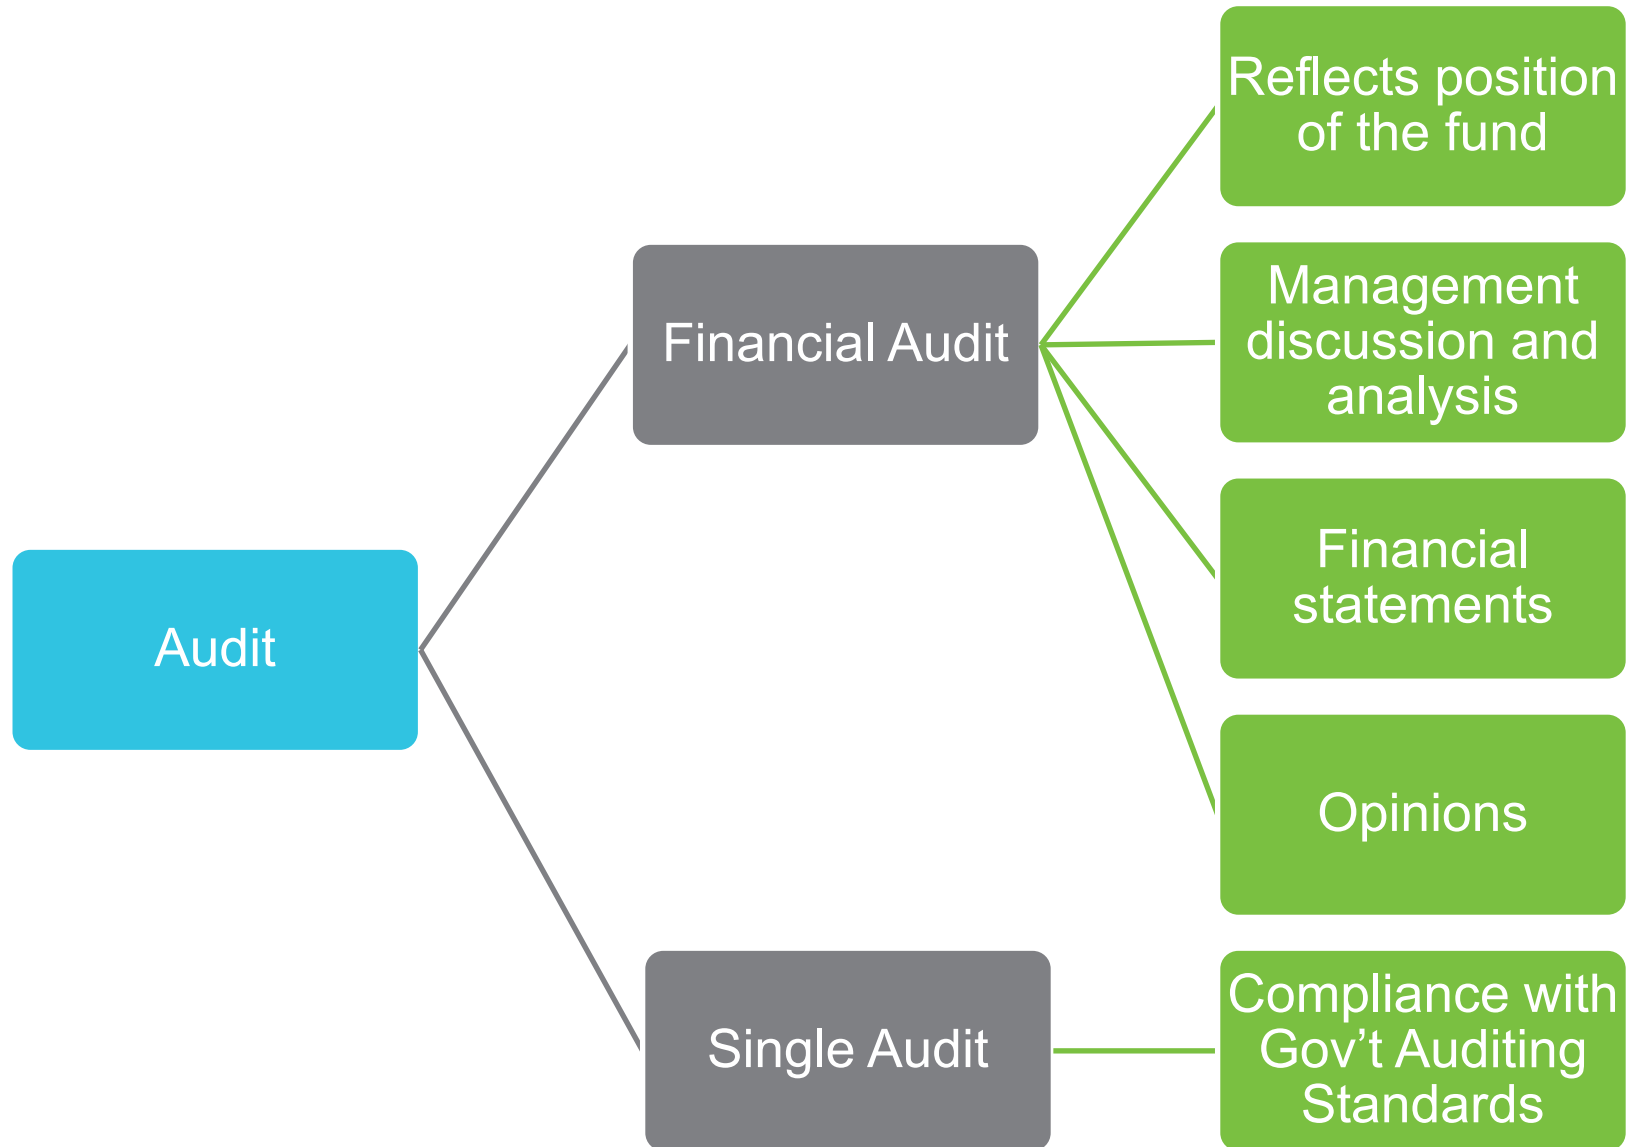 Audit
Financial Audit
Reflects position
of the fund
Management
discussion and
analysis
Financial
statements
Opinions
Single Audit
Compliance with
Gov’t Auditing
Standards